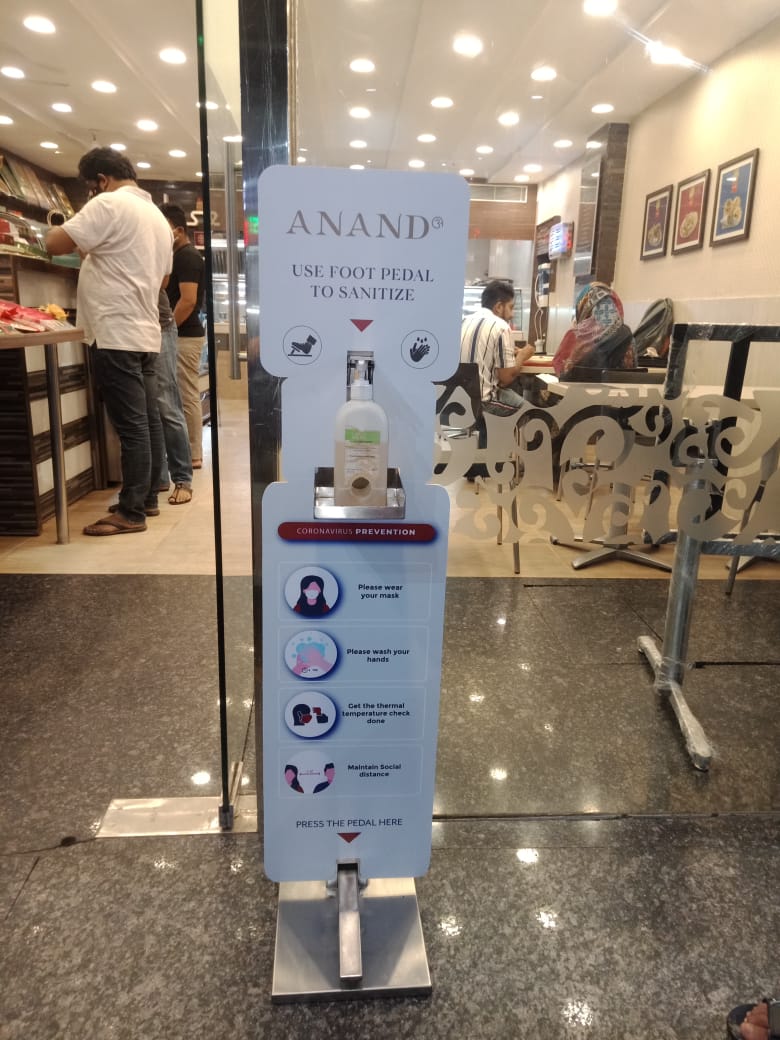 ANAND
USE FOOT PEDAL
TO SANITIZE
CORONAVIRUS PREVENTION
Please wear
your mask
Please wash your
hands
Get the thermal
temperature check
done
Maintain Social
distance
PRESS THE PEDAL HERE